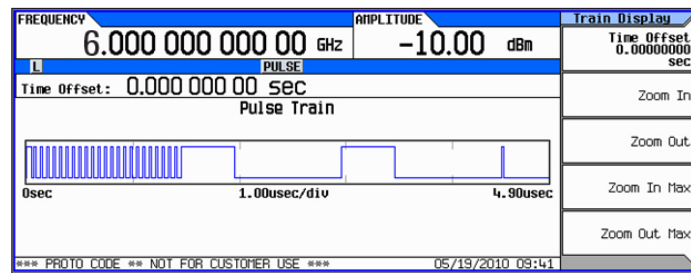 FREQUENCY
6.000 000 000 00 GHz
AMPLITUDE
-10.00 dBm
L
PULSE
Time Offset: 0.000 000 00 sec
Pulse Train
0sec
1.00usec/div
4.90usec
*** PROTO CODE ** NOT FOR CUSTOMER USE ***
05/19/2010 09:41
Train Display
Time Offset
0.00000000
sec
Zoom In
Zoom Out
Zoom In Max
Zoom Out Max